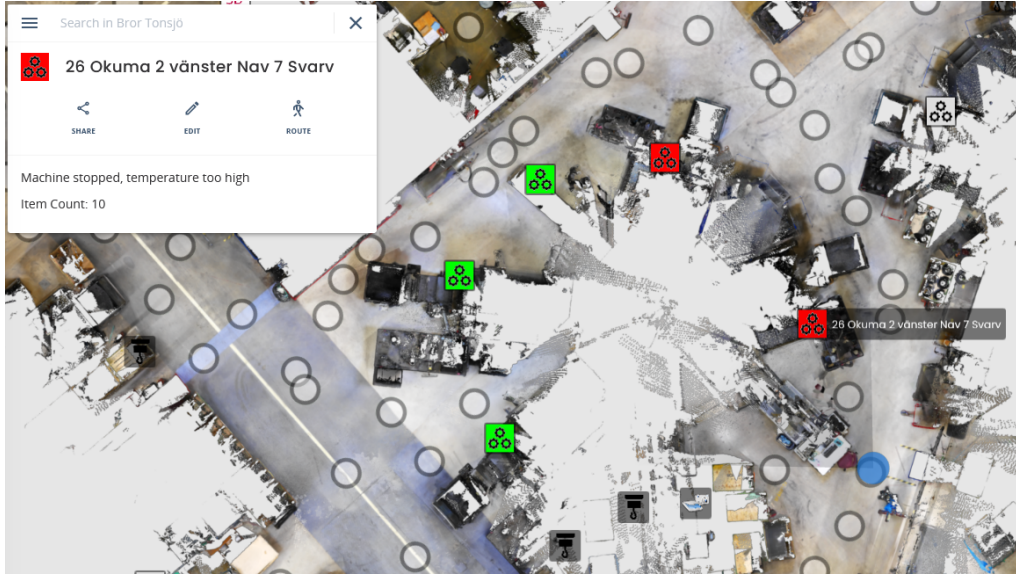 Search in Bror Tonsjö
26 Okuma 2 vänster Nav 7 Svarv
SHARE
EDIT
ROUTE
Machine stopped, temperature too high
Item Count: 10
26 Okuma 2 vänster Nav 7 Svarv